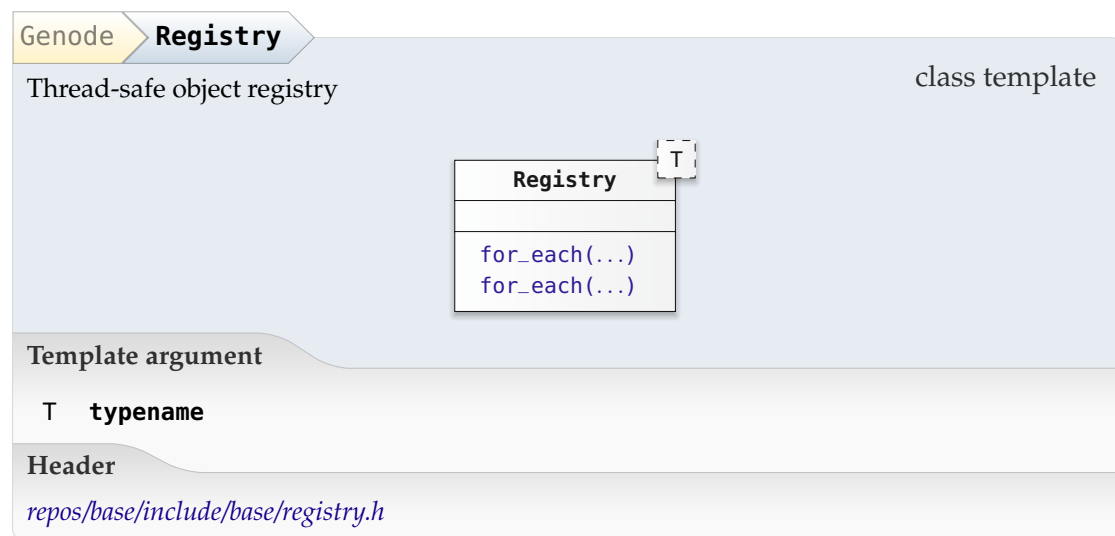 Genode Registry
class template
Thread-safe object registry
T
Registry
for_each(...)
for_each(...)
Template argument
T typename
Header
repos/base/include/base/registry.h